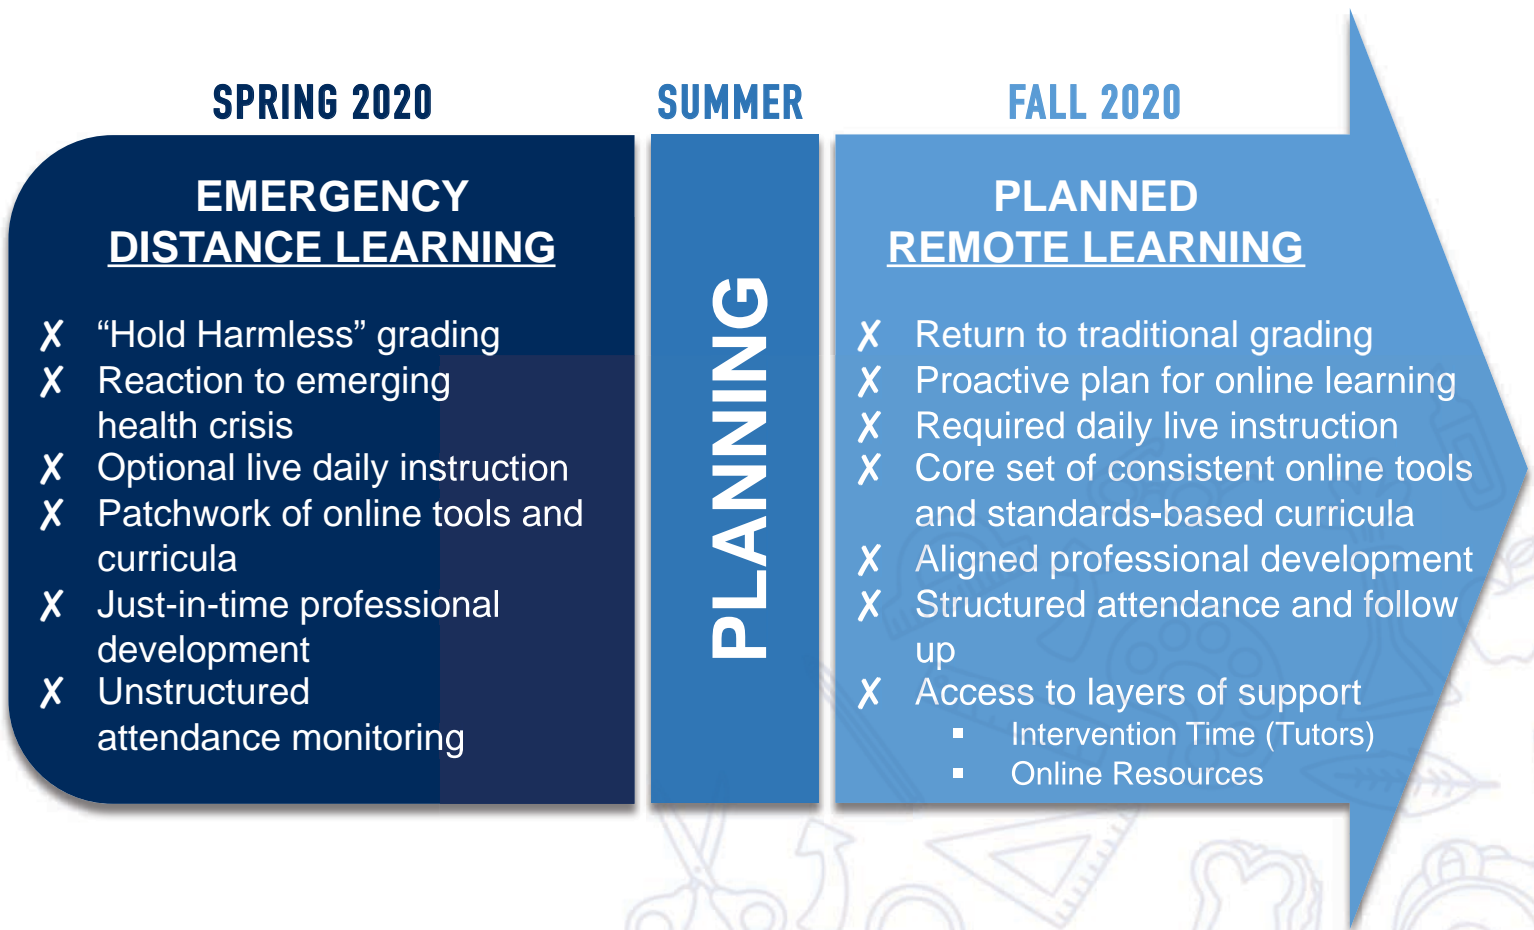 SPRING 2020
EMERGENCY
DISTANCE LEARNING
✗ “Hold Harmless” grading
✗ Reaction to emerging
health crisis
✗ Optional live daily instruction
✗ Patchwork of online tools and
curricula
✗ Just-in-time professional
development
✗ Unstructured
attendance monitoring
SUMMER
PLANNING
FALL 2020
PLANNED
REMOTE LEARNING
✗ Return to traditional grading
✗ Proactive plan for online learning
✗ Required daily live instruction
✗ Core set of consistent online tools
and standards-based curricula
✗ Aligned professional development
✗ Structured attendance and follow
up
✗ Access to layers of support
▪ Intervention Time (Tutors)
▪ Online Resources